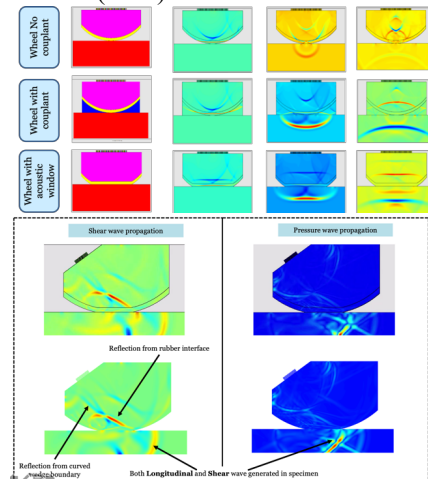 Wheel No
couplant
Wheel with
couplant
Wheel with
acoustic
window
Shear wave propagation
Pressure wave propagation
Reflection from rubber interface
Reflection from curved
boundary
Both Longitudinal and Shear wave generated in specimen